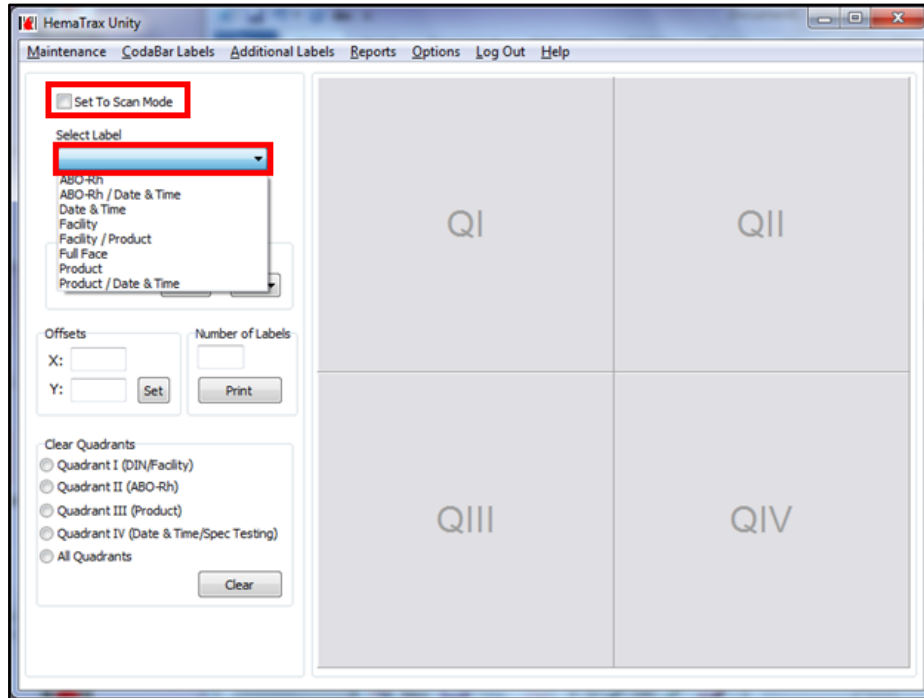 HemaTrax Unity
Maintenance CodaBar Labels Additional Labels Reports Options Log Out Help
Set To Scan Mode
Select Label
ABO-Rh
ABO-Rh / Date & Time
Date & Time
Facility
Facility / Product
Full Face
Product
Product / Date & Time
Offsets
X:
Y:
Set
Number of Labels
Print
Clear Quadrants
Quadrant I (DIN/Facility)
Quadrant II (ABO-Rh)
Quadrant III (Product)
Quadrant IV (Date & Time/Spec Testing)
All Quadrants
Clear
QI
QII
QIII
QIV